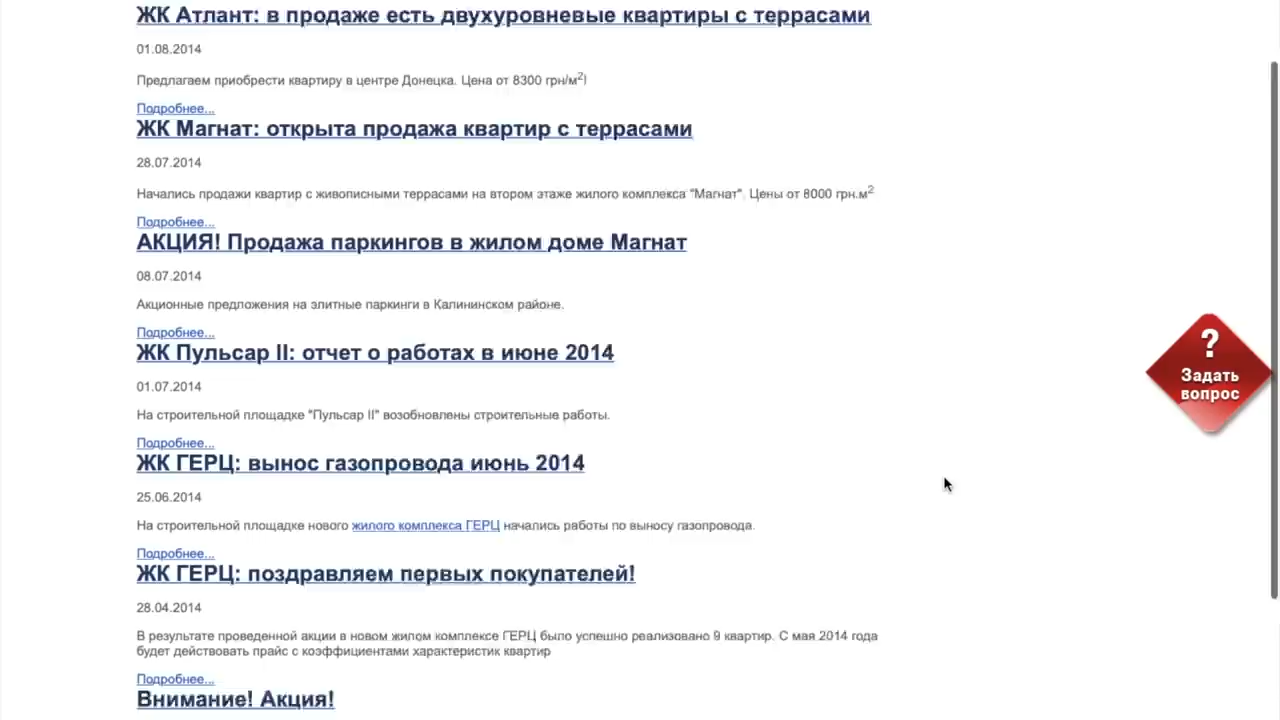 ЖК Атлант: в продаже есть двухуровневые квартиры с террасами
01.08.2014
Предлагаем приобрести квартиру в центре Донецка. Цена от 8300 грн/м²)
Подробнее...
ЖК Магнат: открыта продажа квартир с террасами
28.07.2014
Начались продажи квартир с живописными террасами на втором этаже жилого комплекса "Магнат". Цены от 8000 грн.м²
Подробнее...
АКЦИЯ! Продажа паркингов в жилом доме Магнат
08.07.2014
Акционные предложения на элитные паркинги в Калининском районе.
Подробнее...
ЖК Пульсар II: отчет о работах в июне 2014
01.07.2014
На строительной площадке "Пульсар II" возобновлены строительные работы.
Подробнее...
ЖК ГЕРЦ: вынос газопровода июнь 2014
25.06.2014
На строительной площадке нового жилого комплекса ГЕРЦ начались работы по выносу газопровода.
Подробнее...
ЖК ГЕРЦ: поздравляем первых покупателей!
28.04.2014
В результате проведенной акции в новом жилом комплексе ГЕРЦ было успешно реализовано 9 квартир. С мая 2014 года
будет действовать прайс с коэффициентами характеристик квартир
Подробнее...
Внимание! Акция!
?
Задать
вопрос